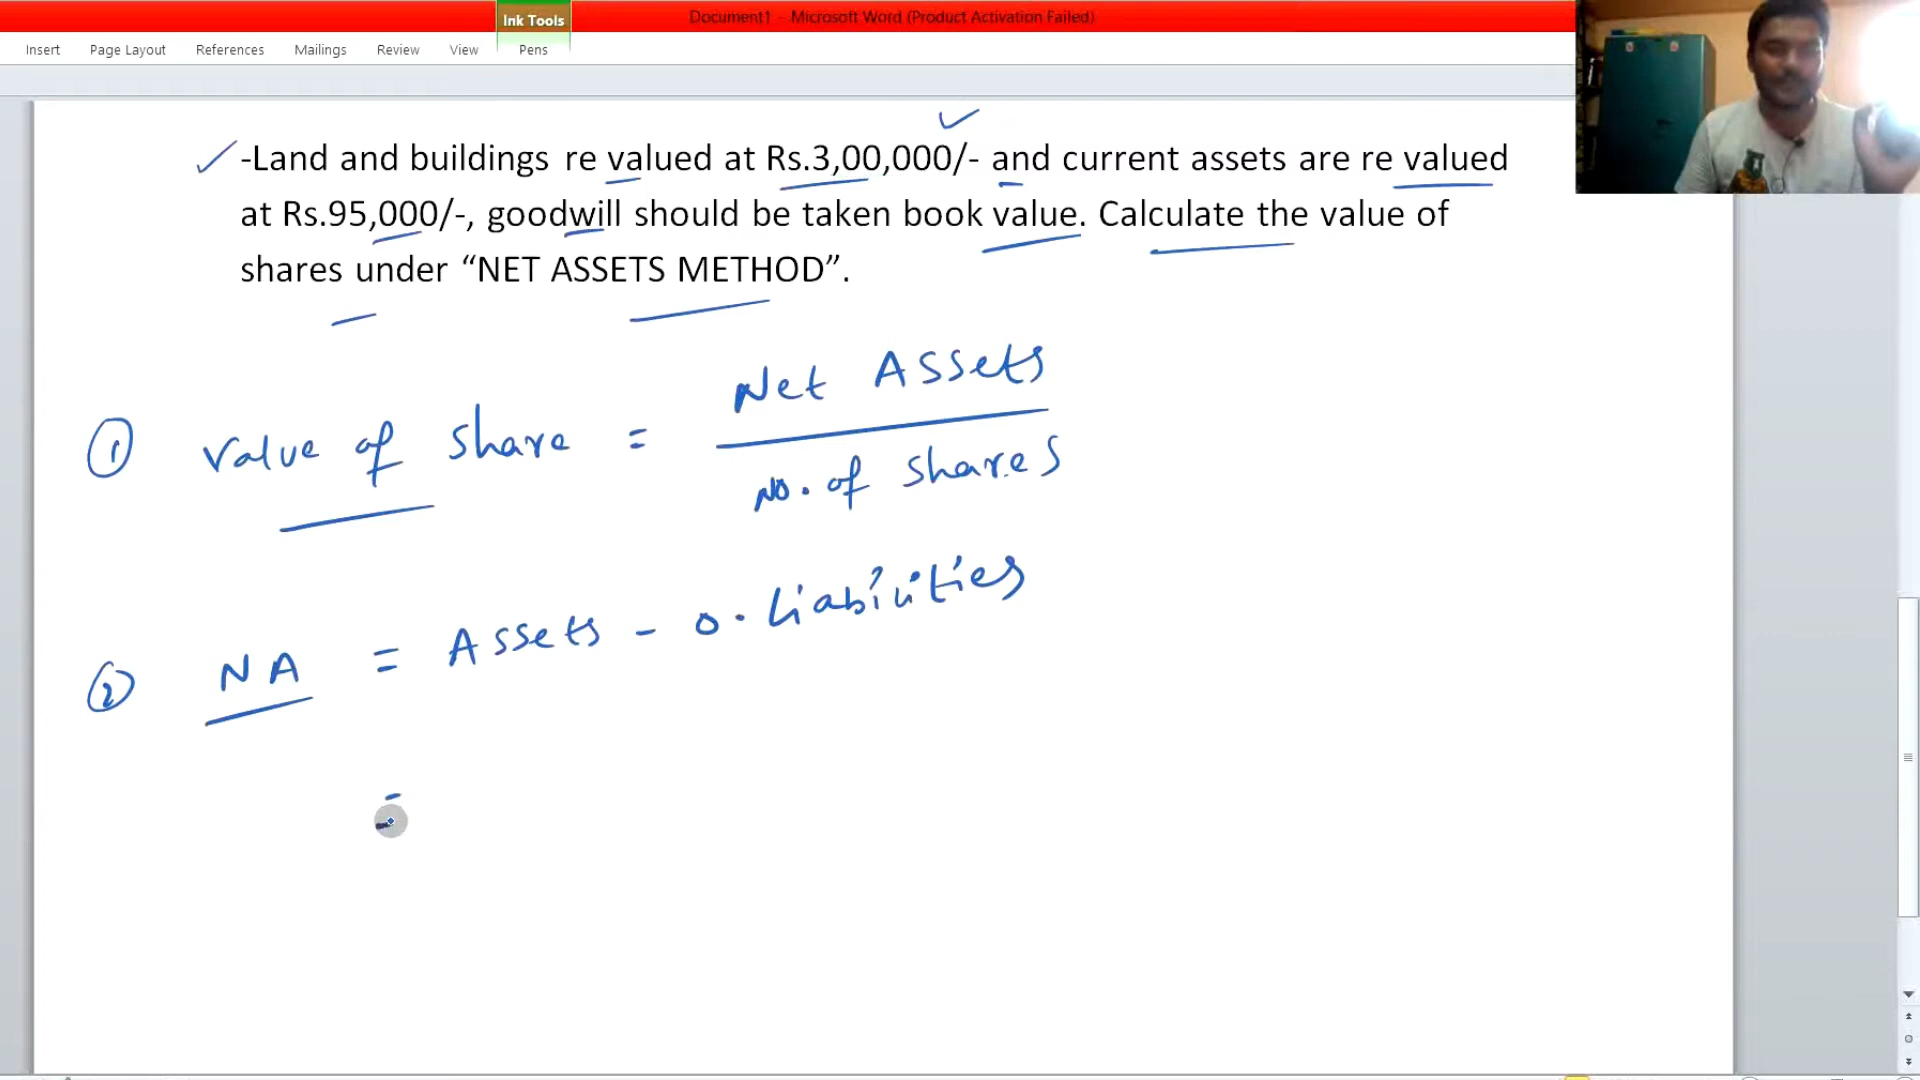 Ink Tools
Document1 - Microsoft Word (Product Activation Failed)
Insert Page Layout References Mailings Review View Pens
-Land and buildings re valued at Rs.3,00,000/- and current assets are re valued
at Rs.95,000/-, goodwill should be taken book value. Calculate the value of
shares under “NET ASSETS METHOD”.
① Value of share = Net Assets
No. of shares
② NA = Assets - o. Liabilities
=